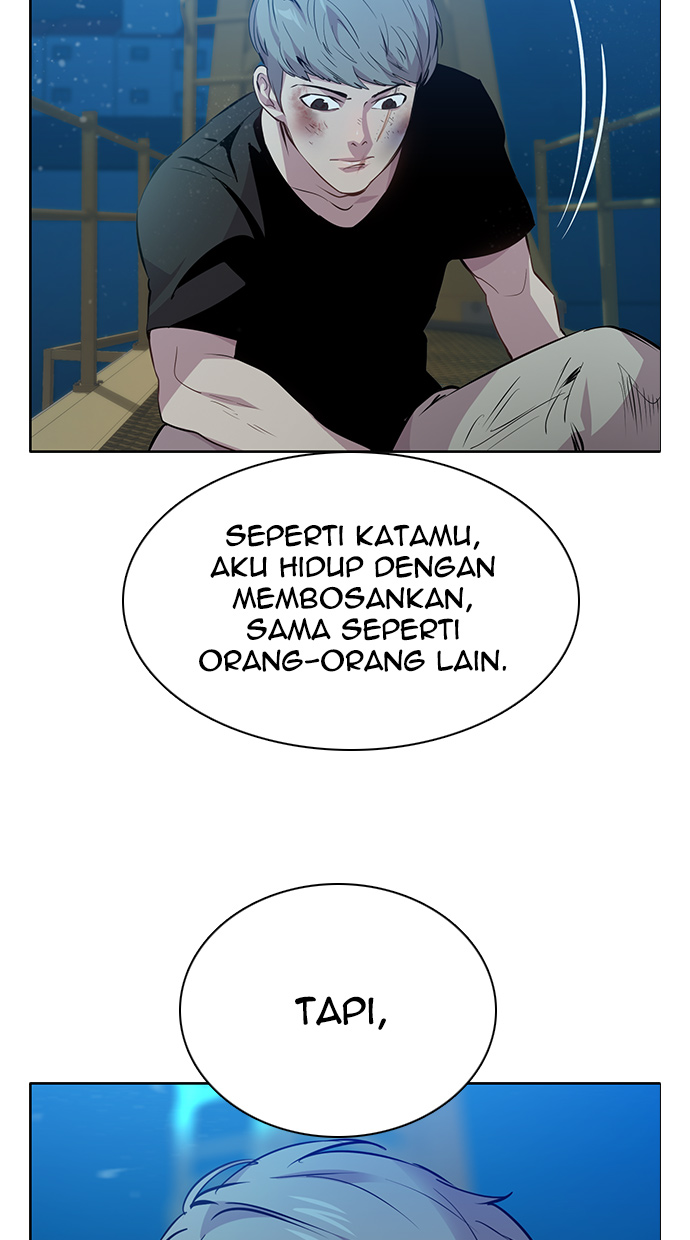 SEPERTI KATAMU,
AKU HIDUP DENGAN
MEMBOSANKAN,
SAMA SEPERTI
ORANG-ORANG LAIN.
TAPI,